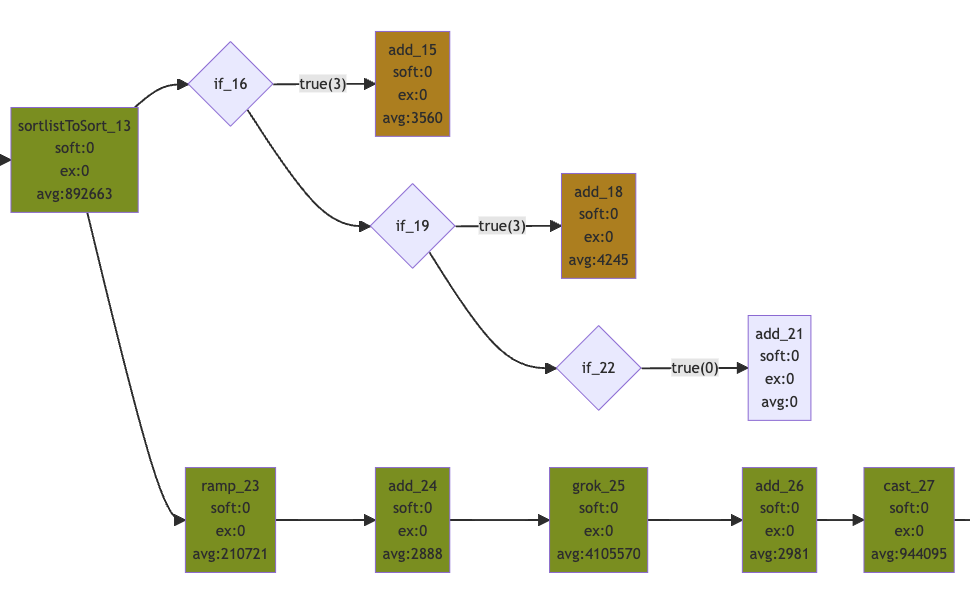 sortlistToSort_13
soft:0
ex:0
avg:892663
if_16
true(3)
add_15
soft:0
ex:0
avg:3560
if_19
true(3)
add_18
soft:0
ex:0
avg:4245
if_22
true(0)
add_21
soft:0
ex:0
avg:0
ramp_23
soft:0
ex:0
avg:210721
add_24
soft:0
ex:0
avg:2888
grok_25
soft:0
ex:0
avg:4105570
add_26
soft:0
ex:0
avg:2981
cast_27
soft:0
ex:0
avg:944095